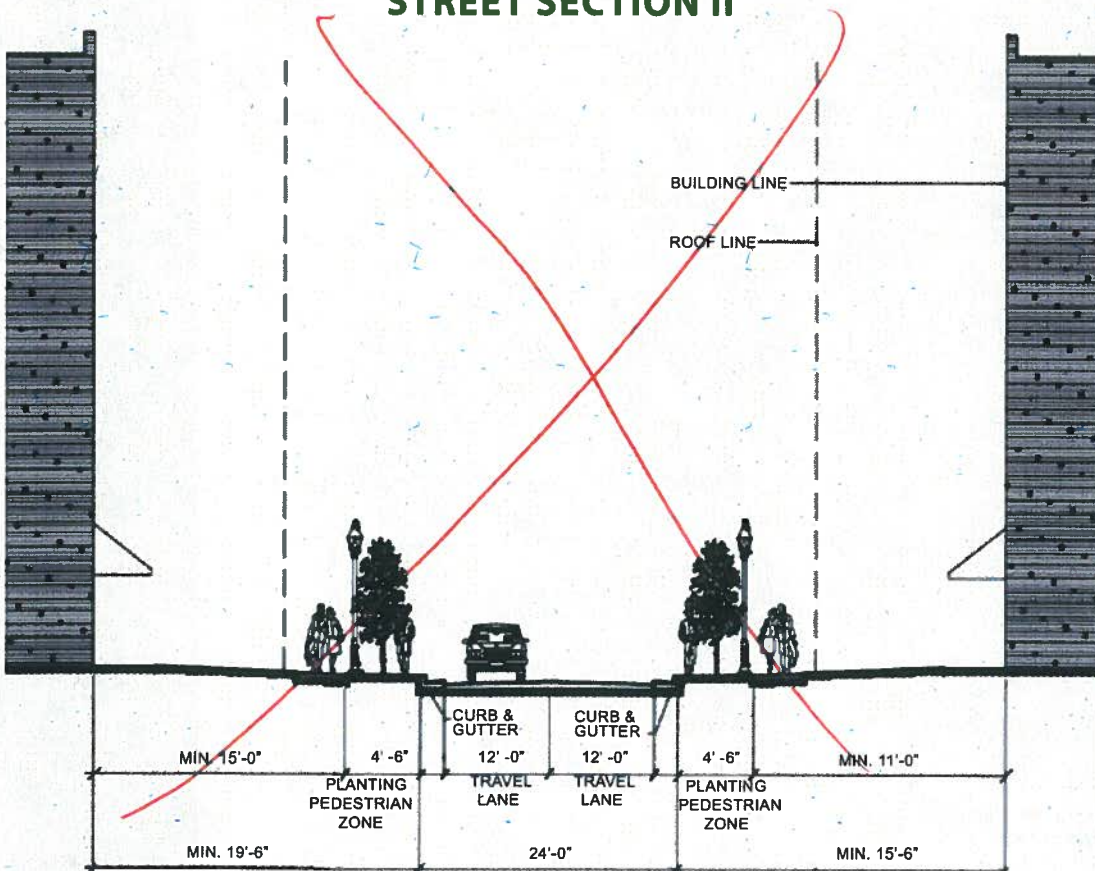 STREET SECTION II
BUILDING LINE
ROOF LINE
CURB &
GUTTER
CURB &
GUTTER
MIN. 15'-0"
4'-6"
12'-0"
12'-0"
4'-6"
MIN. 11'-0"
PLANTING
PEDESTRIAN
ZONE
TRAVEL
LANE
TRAVEL
LANE
PLANTING
PEDESTRIAN
ZONE
MIN. 19'-6"
24'-0"
MIN. 15'-6"